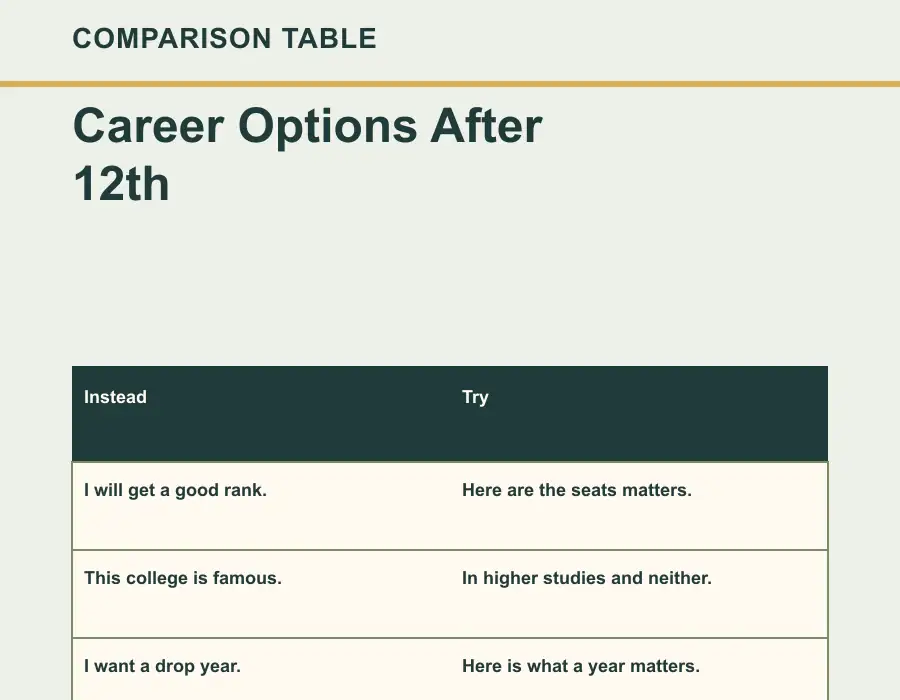 COMPARISON TABLE
Career Options After
12th
Instead
Try
I will get a good rank.
Here are the seats matters.
This college is famous.
In higher studies and neither.
I want a drop year.
Here is what a year matters.